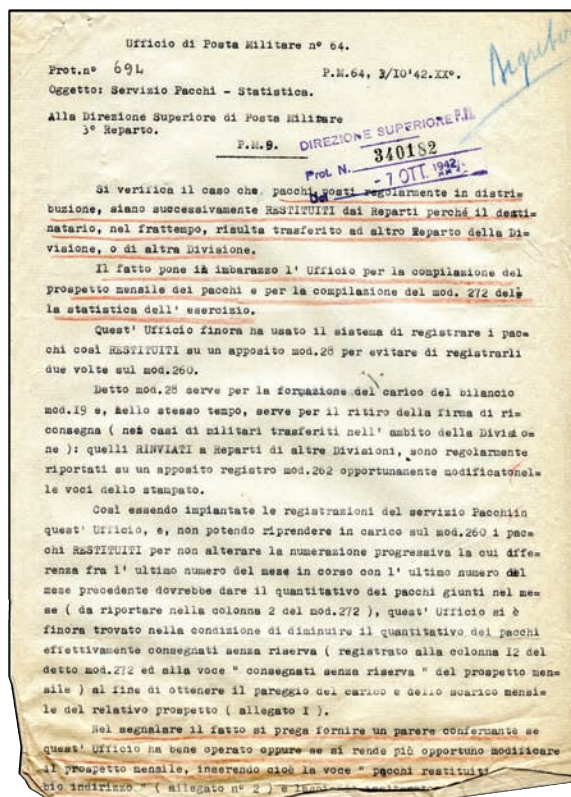 Ufficio di Posta Militare n° 64.
Prot.n° 694
P.M.64, 3/I0'42.XX°.
Oggetto: Servizio Pacchi - Statistica.
Alla Direzione Superiore di Posta Militare
3° Reparto.
P.M.9.
DIREZIONE SUPERIORE P.M.
Prot. N. 340182
del - 7 OTT. 1942
Si verifica il caso che pacchi posti regolarmente in distri=
buzione, siano successivamente RESTITUITI dai Reparti perché il desti=
natario, nel frattempo, risulta trasferito ad altro Reparto della Di=
visione, o di altra Divisione.
Il fatto pone in imbarazzo l' Ufficio per la compilazione del
prospetto mensile dei pacchi e per la compilazione del mod. 272 del=
la statistica dell' esercizio.
Quest' Ufficio finora ha usato il sistema di registrare i pac=
chi così RESTITUITI su un apposito mod.28 per evitare di registrarli
due volte sul mod.260.
Detto mod.28 serve per la formazione del carico del bilancio
mod.I9 e, nello stesso tempo, serve per il ritiro della firma di ri=
consegna ( nei casi di militari trasferiti nell' ambito della Divisio=
ne ): quelli RINVIATI a Reparti di altre Divisioni, sono regolarmente
riportati su un apposito registro mod.262 opportunamente modificatonel=
le voci dello stampato.
Così essendo impiantate le registrazioni del servizio Pacchiin
quest' Ufficio, e, non potendo riprendere in carico sul mod.260 i pac=
chi RESTITUITI per non alterare la numerazione progressiva la cui diffe=
renza fra l' ultimo numero del mese in corso con l' ultimo numero del
mese precedente dovrebbe dare il quantitativo dei pacchi giunti nel me=
se ( da riportare nella colonna 2 del mod.272 ), quest' Ufficio si è
finora trovato nella condizione di diminuire il quantitativo dei pacchi
effettivamente consegnati senza riserva ( registrato alla colonna I2 del
detto mod.272 ed alla voce " consegnati senza riserva " del prospetto men=
sile ) al fine di ottenere il pareggio del carico e dello scarico mensi=
le del relativo prospetto ( allegato I ).
Nel segnalare il fatto si prega fornire un parere confermante se
quest' Ufficio ha bene operato oppure se si rende più opportuno modificare
il prospetto mensile, inserendo cioè la voce " pacchi restituiti
bio indirizzo " ( allegato n° 2 ) e